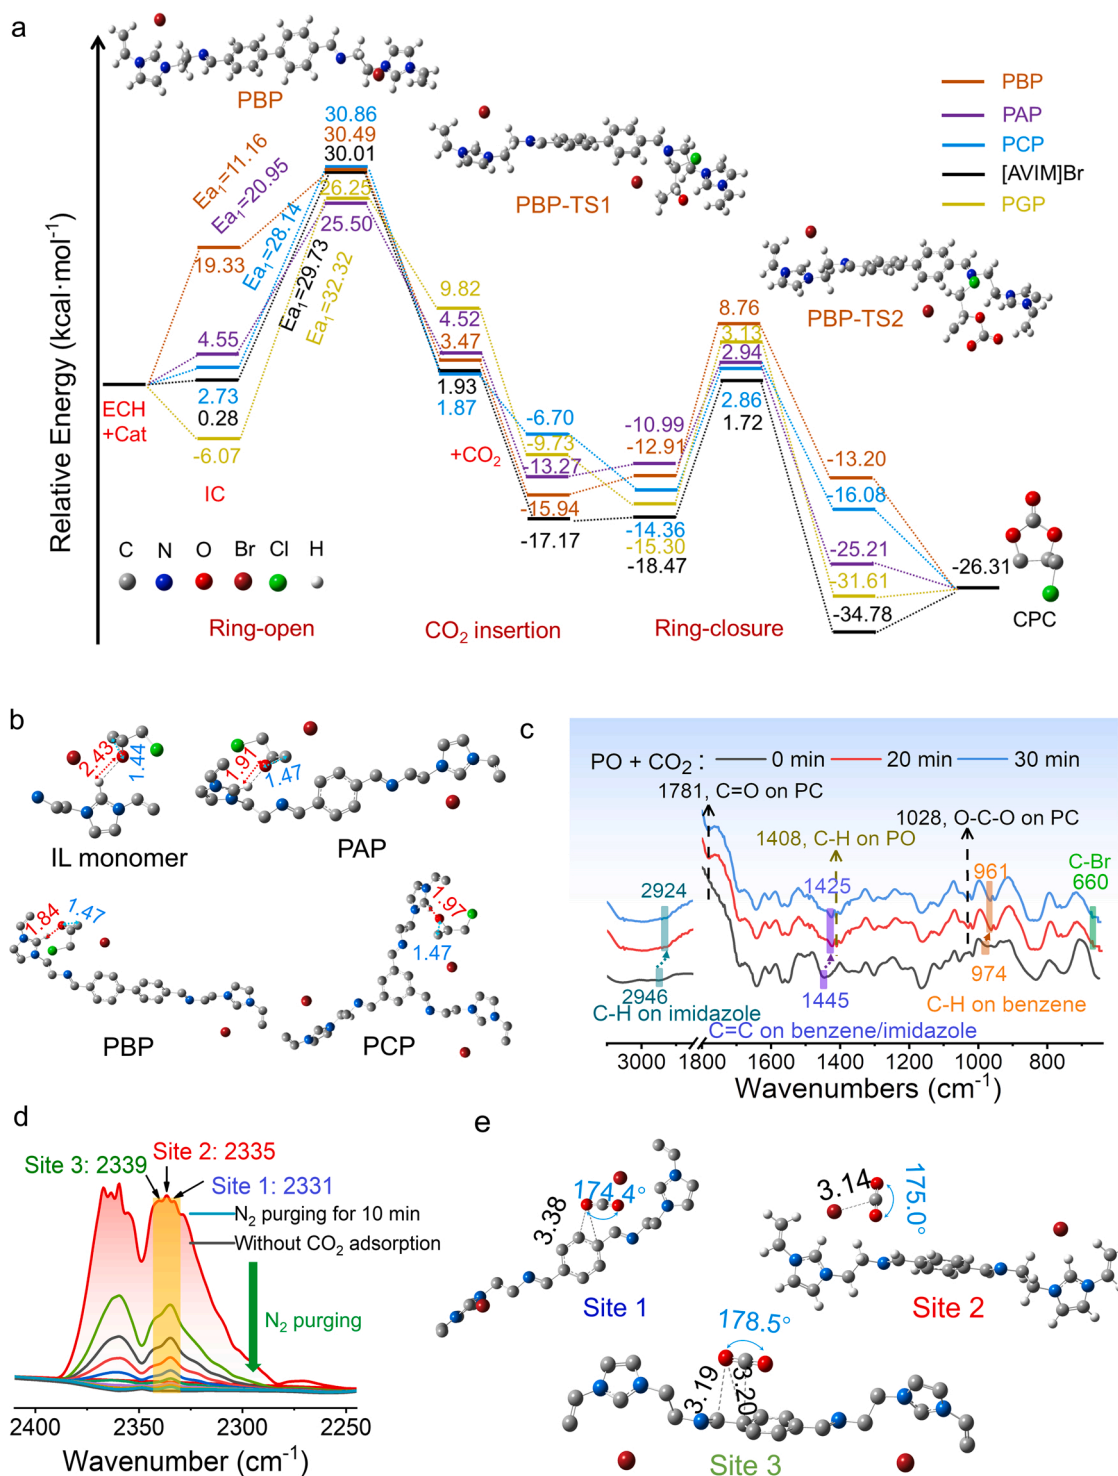 a
Relative Energy (kcal·mol⁻¹)
PBP
PBP-TS1
PBP-TS2
PBP
PAP
PCP
[AVIM]Br
PGP
Ea₁=11.16
Ea₁=20.95
Ea₁=28.14
Ea₁=29.73
Ea₁=32.32
30.86
30.49
30.01
26.25
25.50
19.33
4.55
2.73
0.28
-6.07
ECH
+Cat
IC
9.82
4.52
3.47
1.93
1.87
+CO₂
-6.70
-9.73
-13.27
-15.94
-17.17
-10.99
-12.91
-14.36
-15.30
-18.47
8.76
3.13
2.94
2.86
1.72
-13.20
-16.08
-25.21
-31.61
-34.78
-26.31
CPC
C N O Br Cl H
Ring-open
CO₂ insertion
Ring-closure
b
2.43
1.44
IL monomer
1.91
1.47
PAP
1.84
1.47
PBP
1.97
1.47
PCP
c
PO + CO₂ : 0 min 20 min 30 min
1781, C=O on PC
1408, C-H on PO
1028, O-C-O on PC
C-Br
660
2924
1425
961
2946
1445
974
C-H on imidazole
C=C on benzene/imidazole
C-H on benzene
3000 1800 1600 1400 1200 1000 800
Wavenumbers (cm⁻¹)
d
Site 3: 2339
Site 2: 2335
Site 1: 2331
N₂ purging for 10 min
Without CO₂ adsorption
N₂ purging
2400 2350 2300 2250
Wavenumber (cm⁻¹)
e
3.38
174.4°
Site 1
3.14
175.0°
Site 2
178.5°
3.19
3.20
Site 3